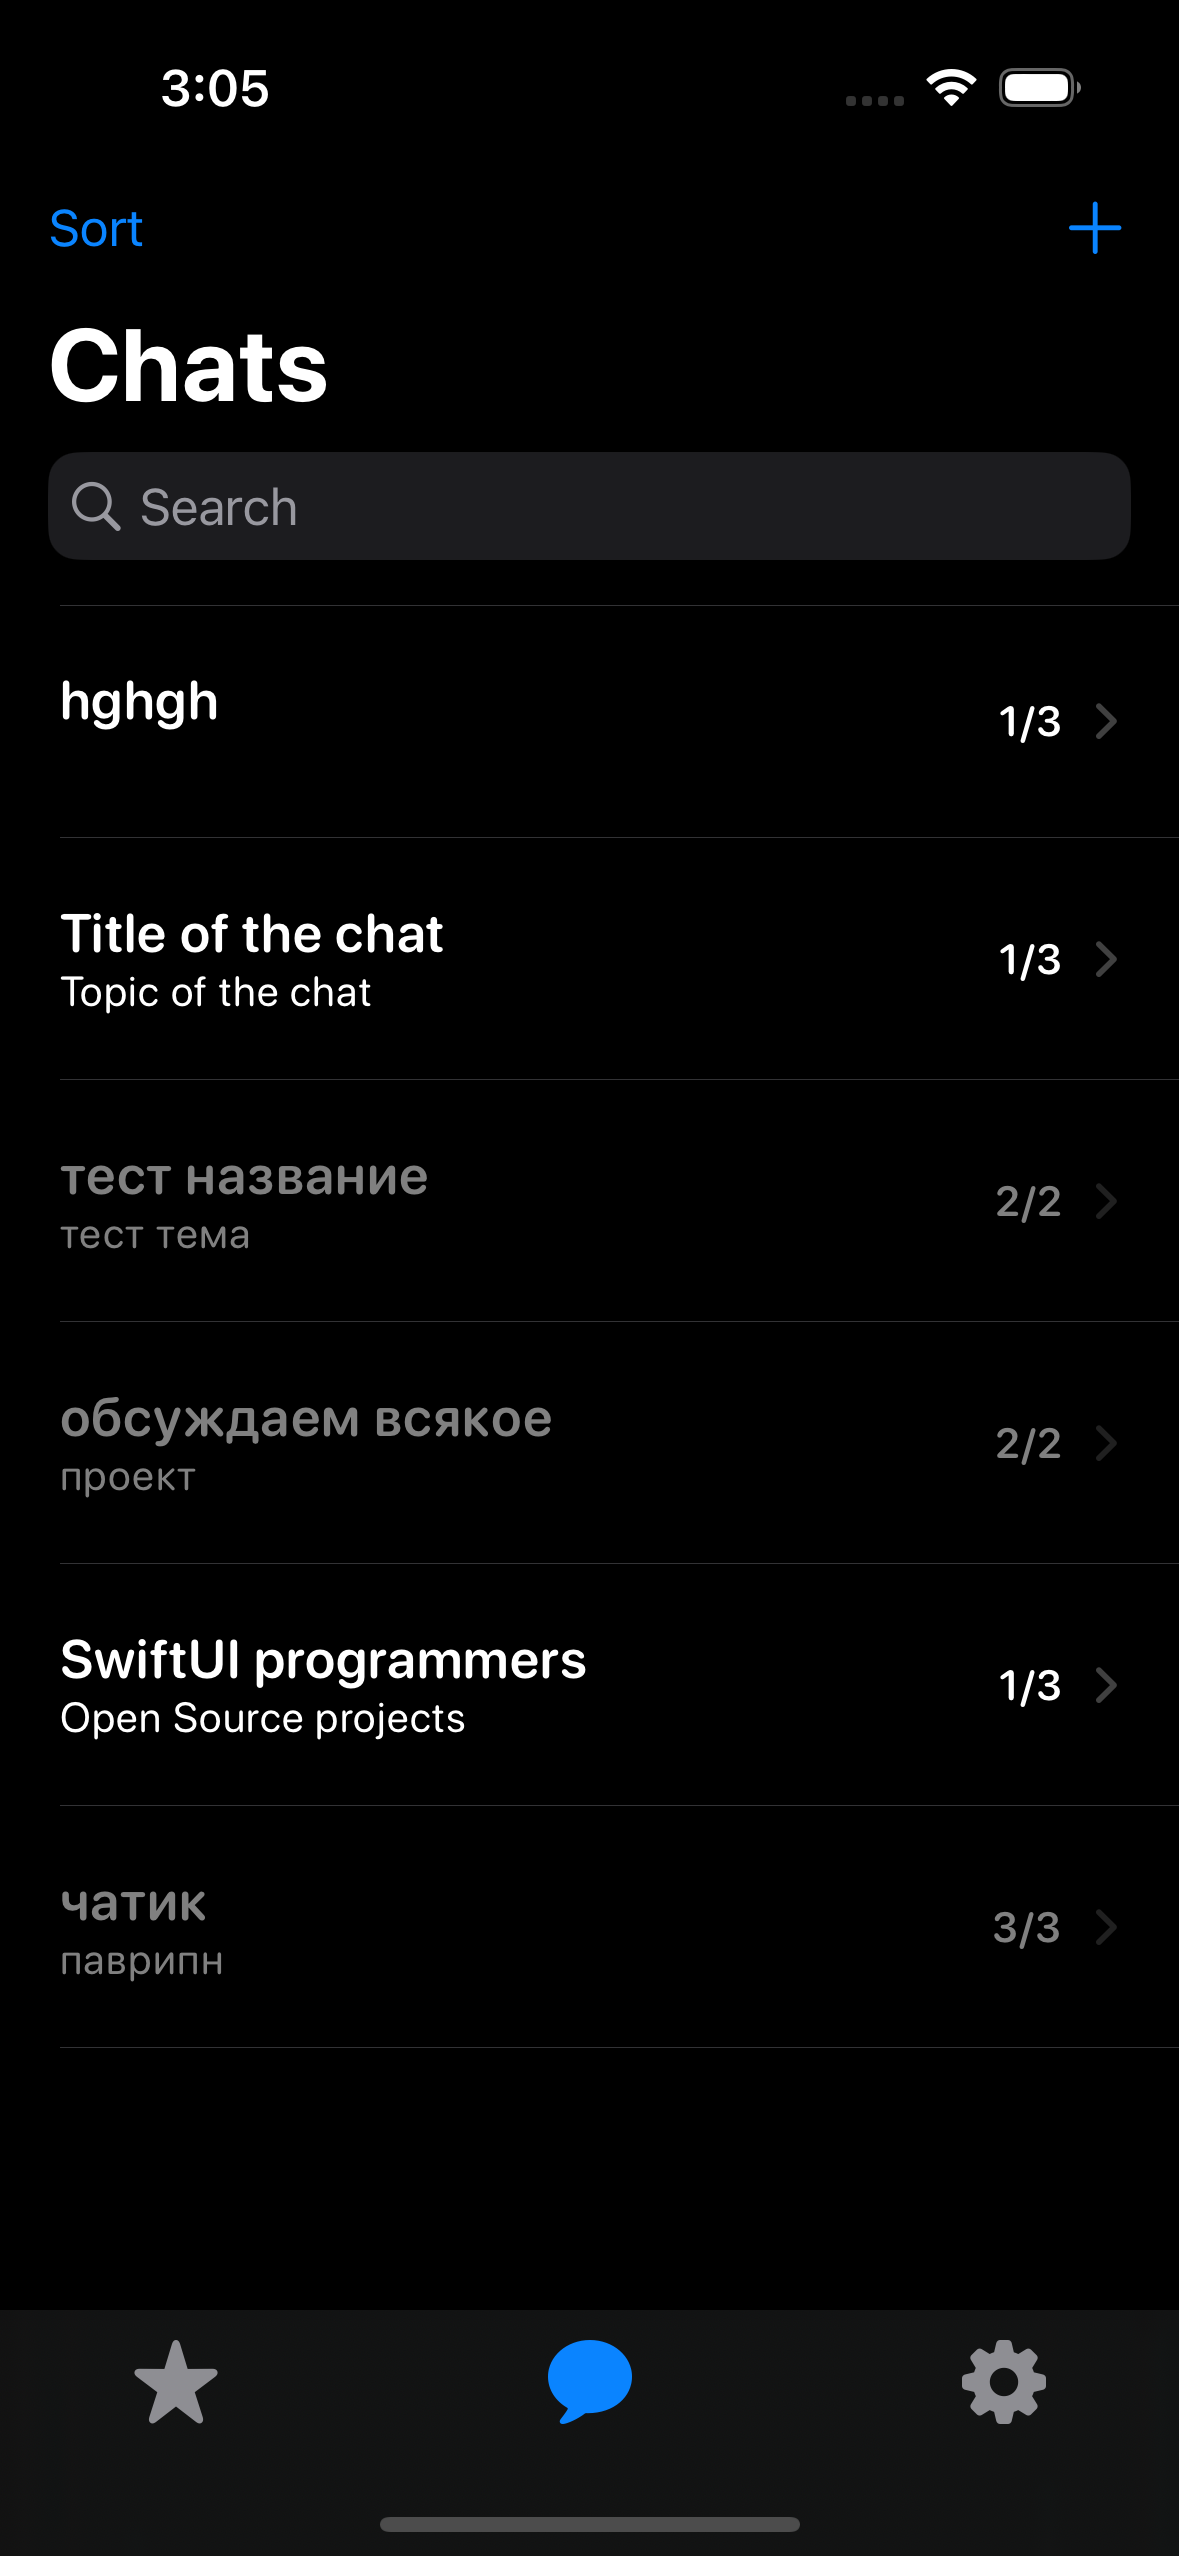 3:05
Sort
Chats
Search
hghgh
1/3
Title of the chat
Topic of the chat
1/3
тест название
тест тема
2/2
обсуждаем всякое
проект
2/2
SwiftUI programmers
Open Source projects
1/3
чатик
паврипн
3/3